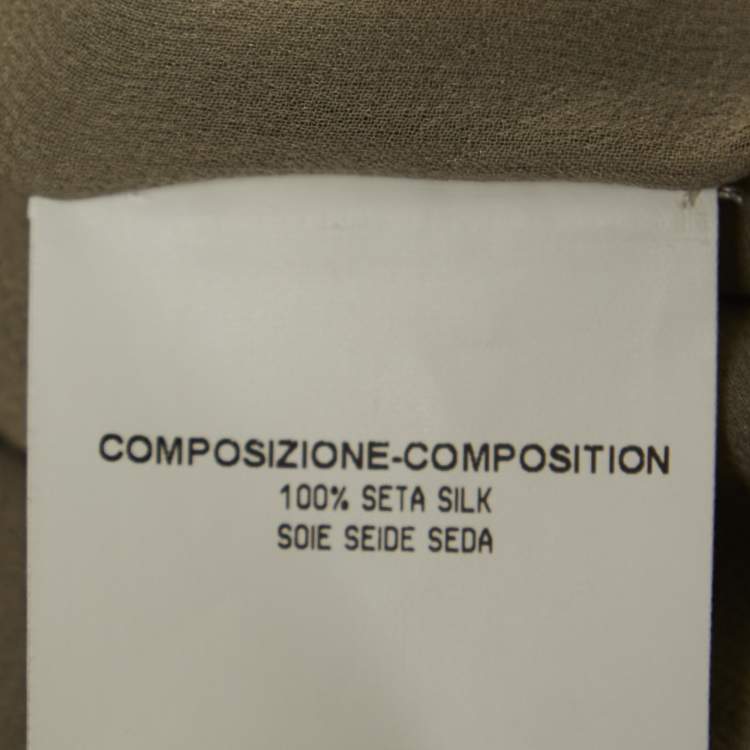 COMPOSIZIONE-COMPOSITION
100% SETA SILK
SOIE SEIDE SEDA